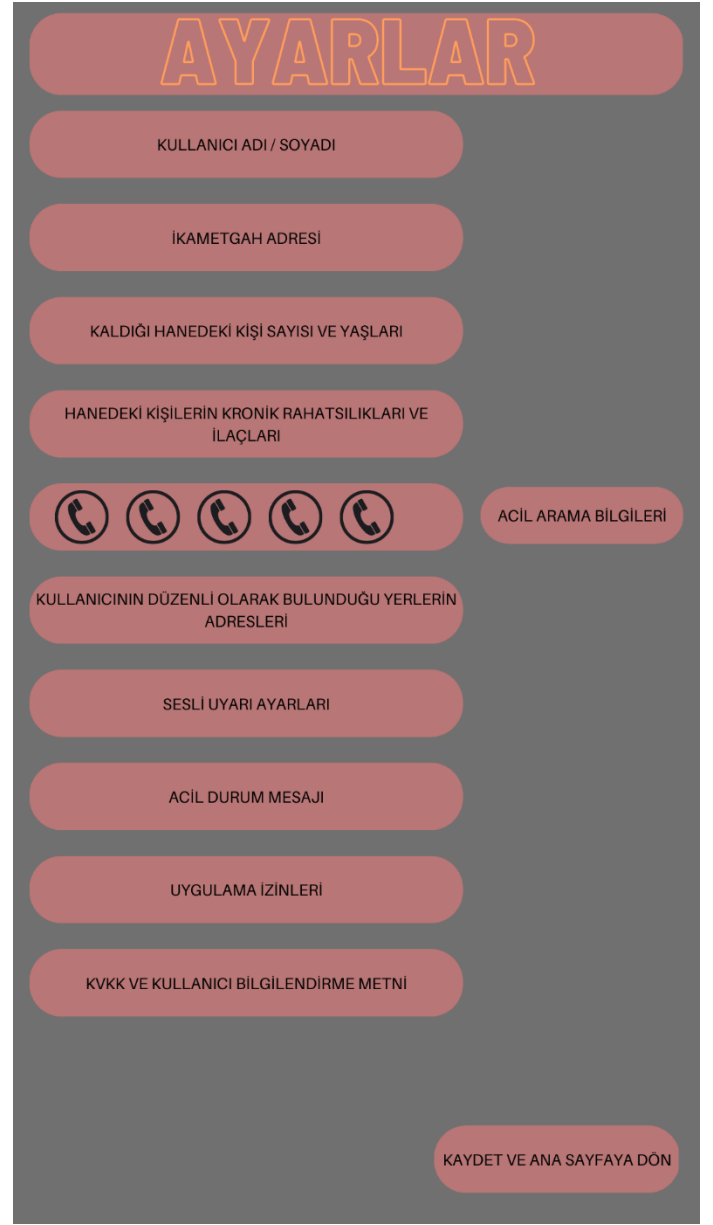 AYARLAR
KULLANICI ADI / SOYADI
İKAMETGAH ADRESİ
KALDIĞI HANEDEKİ KİŞİ SAYISI VE YAŞLARI
HANEDEKİ KİŞİLERİN KRONİK RAHATSILIKLARI VE
İLAÇLARI
ACİL ARAMA BİLGİLERİ
KULLANICININ DÜZENLİ OLARAK BULUNDUĞU YERLERİN
ADRESLERİ
SESLİ UYARI AYARLARI
ACİL DURUM MESAJI
UYGULAMA İZİNLERİ
KVKK VE KULLANICI BİLGİLENDİRME METNİ
KAYDET VE ANA SAYFAYA DÖN